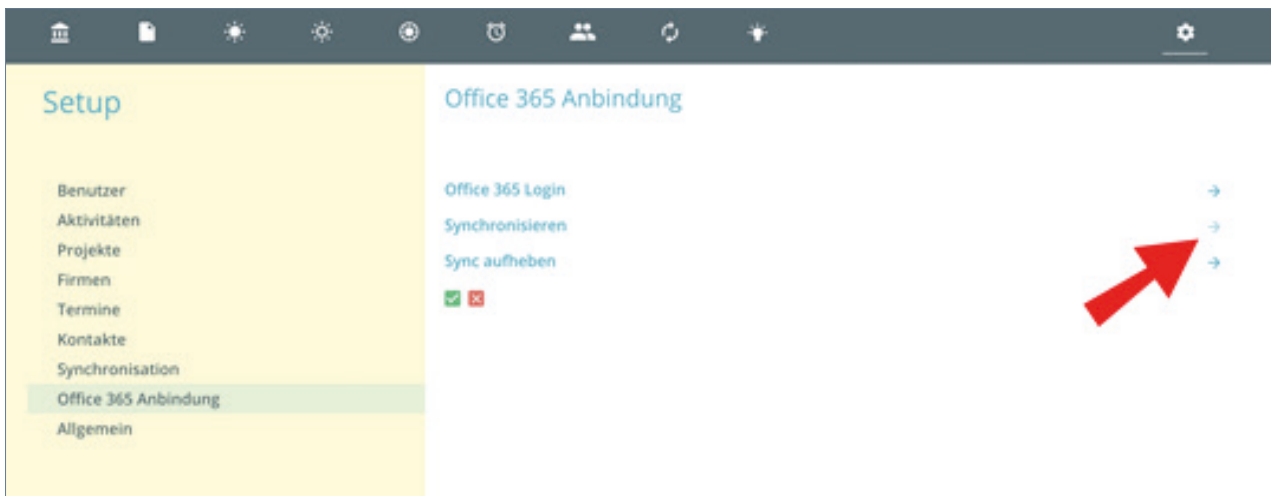 Setup
Office 365 Anbindung
Benutzer
Aktivitäten
Projekte
Firmen
Termine
Kontakte
Synchronisation
Office 365 Anbindung
Allgemein
Office 365 Login
Synchronisieren
Sync aufheben